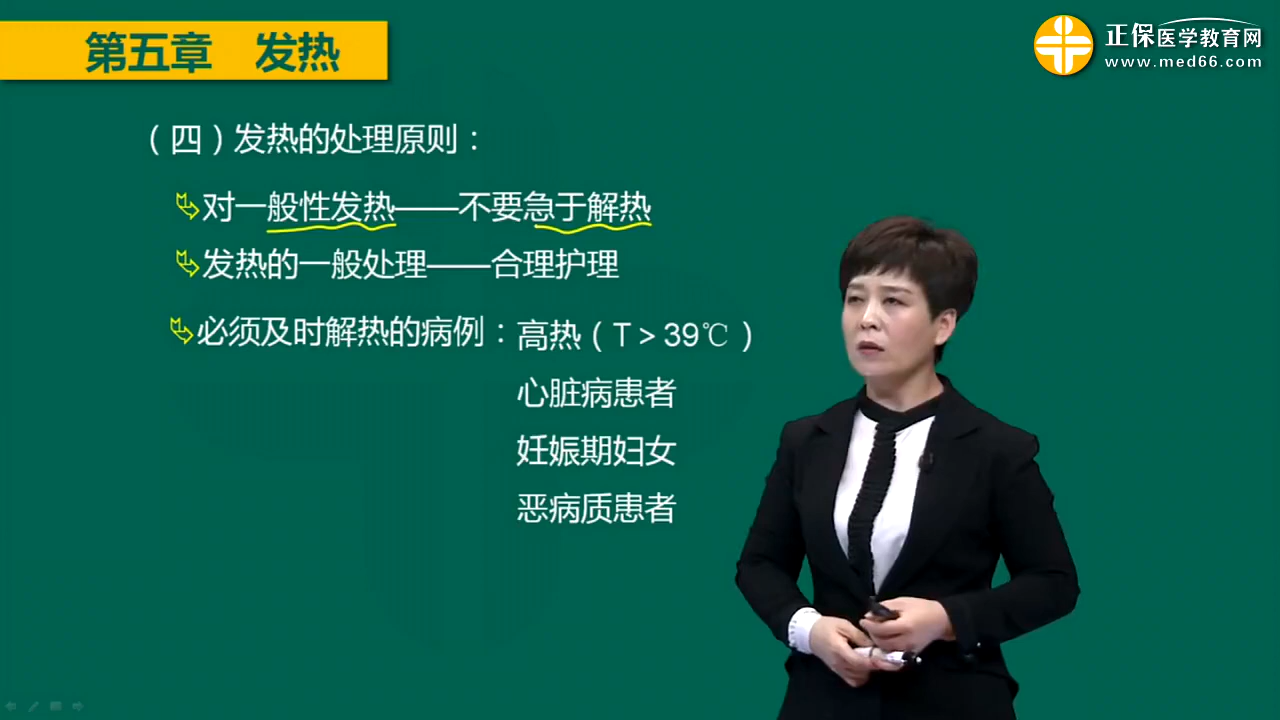 第五章 发热
正保医学教育网
www.med66.com
（四）发热的处理原则：
对一般性发热——不要急于解热
发热的一般处理——合理护理
必须及时解热的病例：高热（T＞39℃）
心脏病患者
妊娠期妇女
恶病质患者